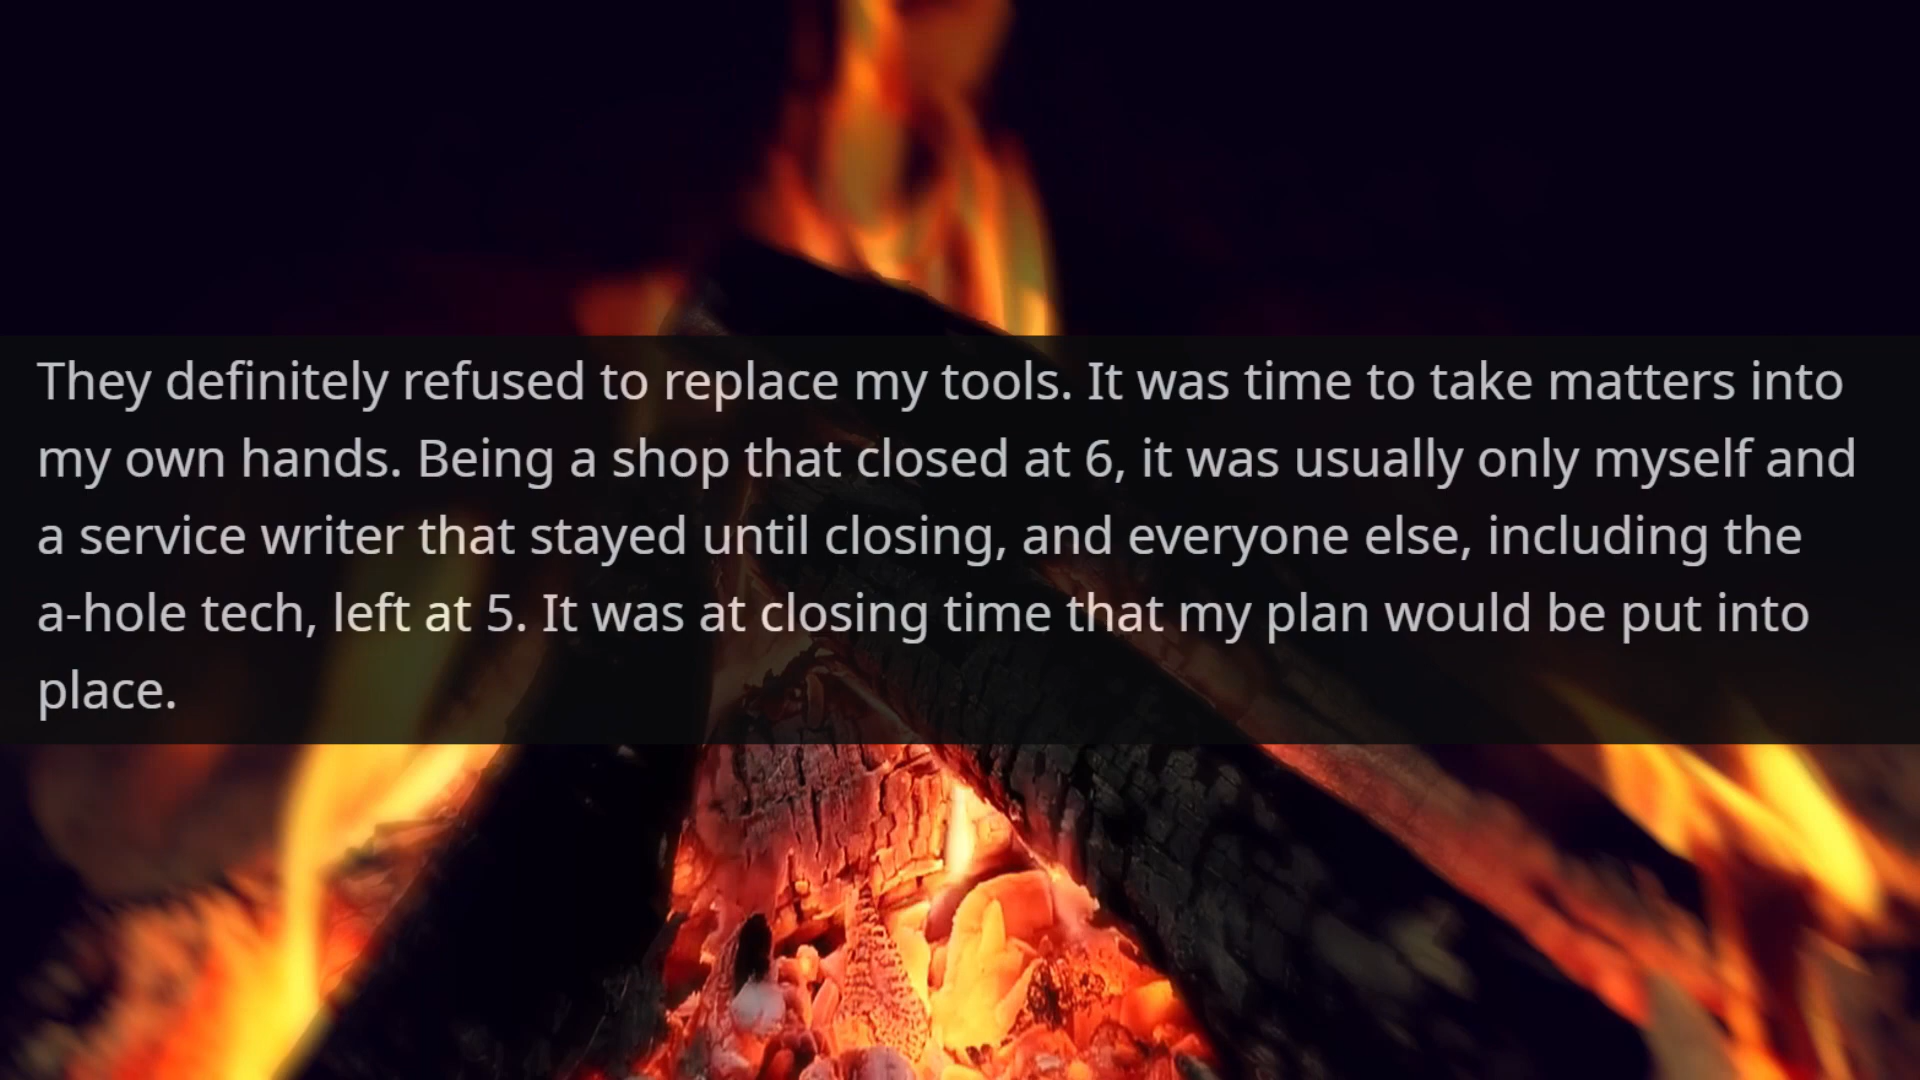 They definitely refused to replace my tools. It was time to take matters into
my own hands. Being a shop that closed at 6, it was usually only myself and
a service writer that stayed until closing, and everyone else, including the
a-hole tech, left at 5. It was at closing time that my plan would be put into
place.